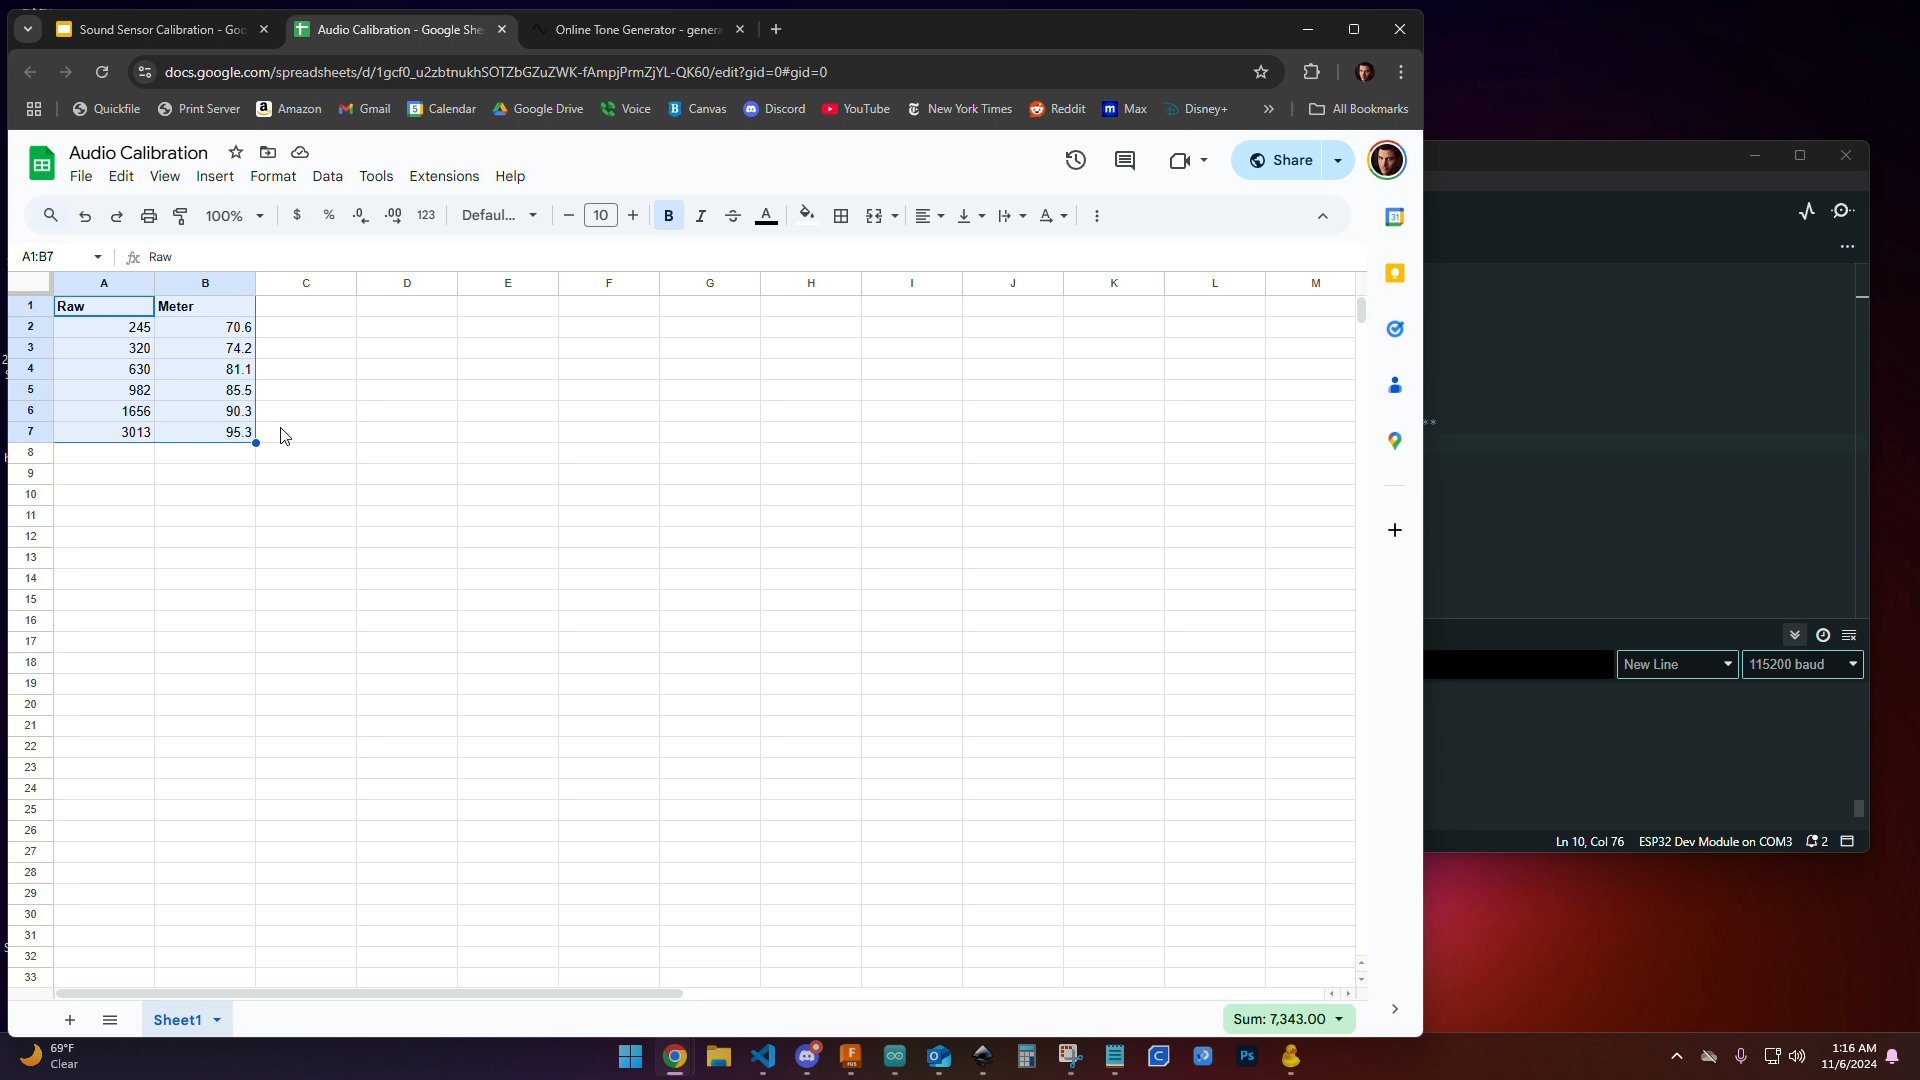 Sound Sensor Calibration - Goo
Audio Calibration - Google She
Online Tone Generator - genera
docs.google.com/spreadsheets/d/1gcf0_u2zbtnukhSOTZbGZuZWK-fAmpjPrmZjYL-QK60/edit?gid=0#gid=0
Quickfile Print Server Amazon Gmail Calendar Google Drive Voice Canvas Discord YouTube New York Times Reddit Max Disney+ » All Bookmarks
Audio Calibration
Share
File Edit View Insert Format Data Tools Extensions Help
100% $ % .0 .00 123 Defaul... 10 B I A
A1:B7 fx Raw
A B C D E F G H I J K L M
1 Raw Meter
2 245 70.6
3 320 74.2
4 630 81.1
5 982 85.5
6 1656 90.3
7 3013 95.3
8
9
10
11
12
13
14
15
16
17
18
19
20
21
22
23
24
25
26
27
28
29
30
31
32
33
Sheet1
Sum: 7,343.00
**
New Line 115200 baud
Ln 10, Col 76 ESP32 Dev Module on COM3 2
69°F
Clear
1:16 AM
11/6/2024